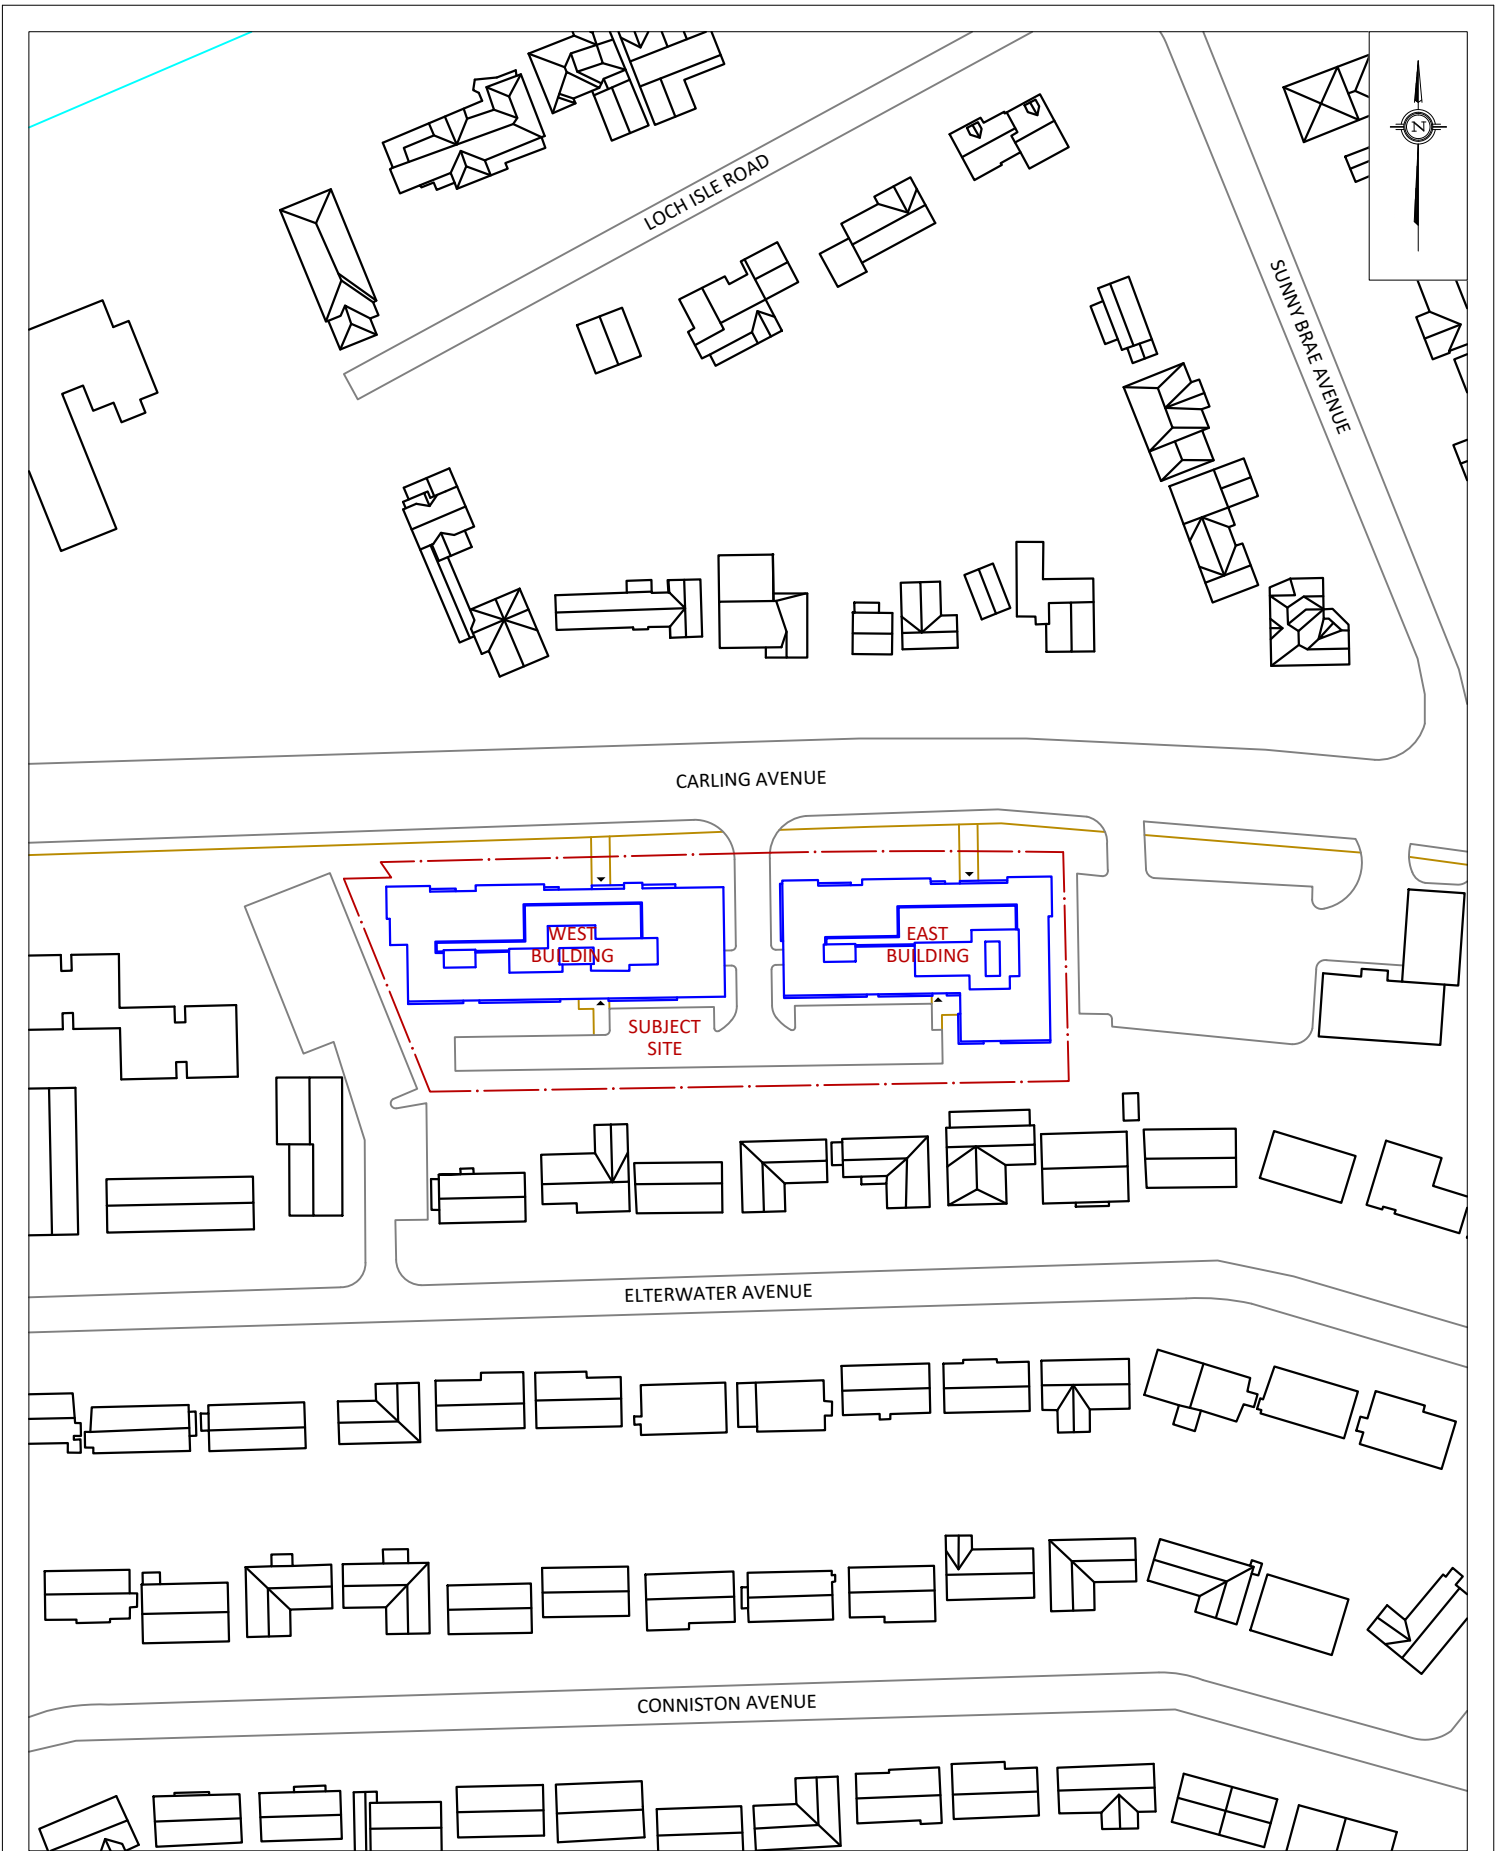 N
LOCH ISLE ROAD
SUNNY BRAE AVENUE
CARLING AVENUE
WEST
BUILDING
EAST
BUILDING
SUBJECT
SITE
ELTERWATER AVENUE
CONNISTON AVENUE